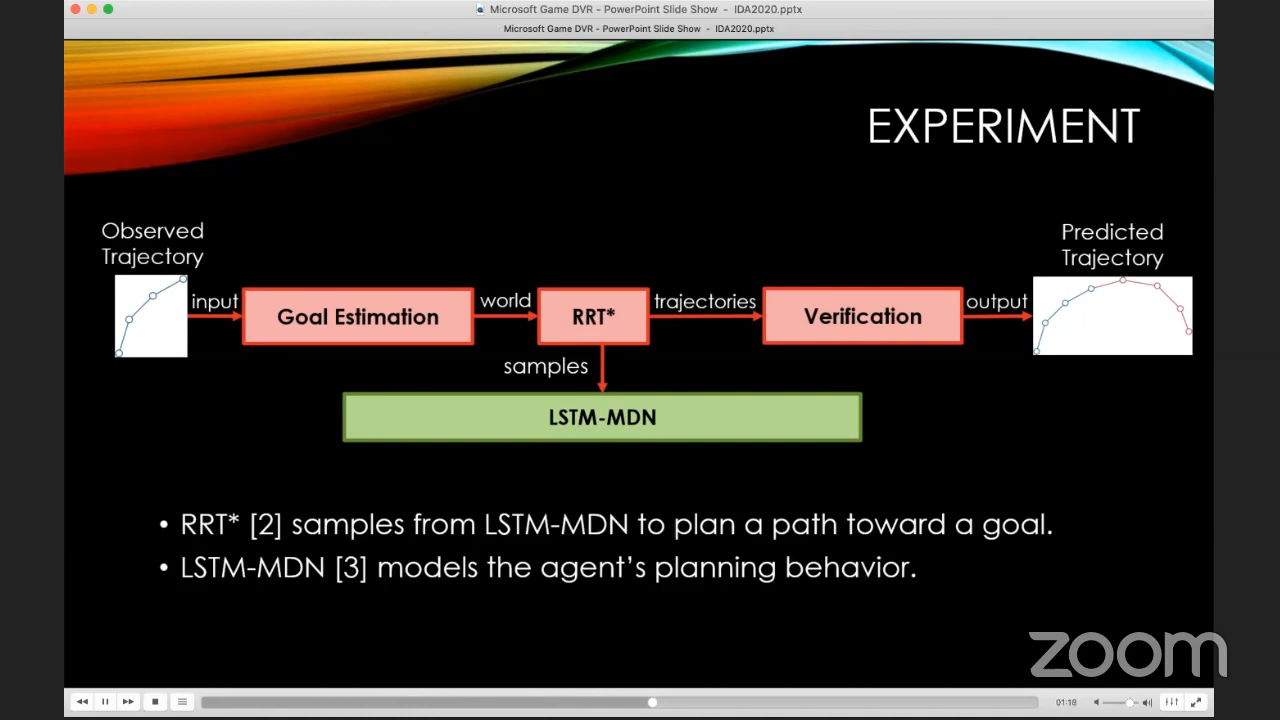 Microsoft Game DVR - PowerPoint Slide Show - IDA2020.pptx
Microsoft Game DVR - PowerPoint Slide Show - IDA2020.pptx
EXPERIMENT
Observed
Trajectory
Predicted
Trajectory
input
Goal Estimation
world
RRT*
trajectories
Verification
output
samples
LSTM-MDN
• RRT* [2] samples from LSTM-MDN to plan a path toward a goal.
• LSTM-MDN [3] models the agent's planning behavior.
zoom
01:18